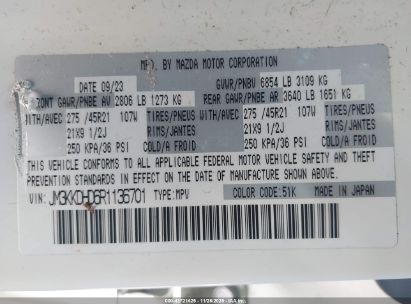 MFD. BY MAZDA MOTOR CORPORATION
DATE 09/23 GVWR/PNBV 6854 LB 3109 KG
FRONT GAWR/PNBE AV 2806 LB 1273 KG REAR GAWR/PNBE AR 3640 LB 1651 KG
WITH/AVEC 275 /45R21 107W TIRES/PNEUS WITH/AVEC 275 /45R21 107W TIRES/PNEUS
21X9 1/2J RIMS/JANTES 21X9 1/2J RIMS/JANTES
250 KPA/36 PSI COLD/A FROID 250 KPA/36 PSI COLD/A FROID
THIS VEHICLE CONFORMS TO ALL APPLICABLE FEDERAL MOTOR VEHICLE SAFETY AND THEFT
PREVENTION STANDARDS IN EFFECT ON THE DATE OF MANUFACTURE SHOWN ABOVE.
VIN: TYPE: MPV COLOR CODE: 51K MADE IN JAPAN